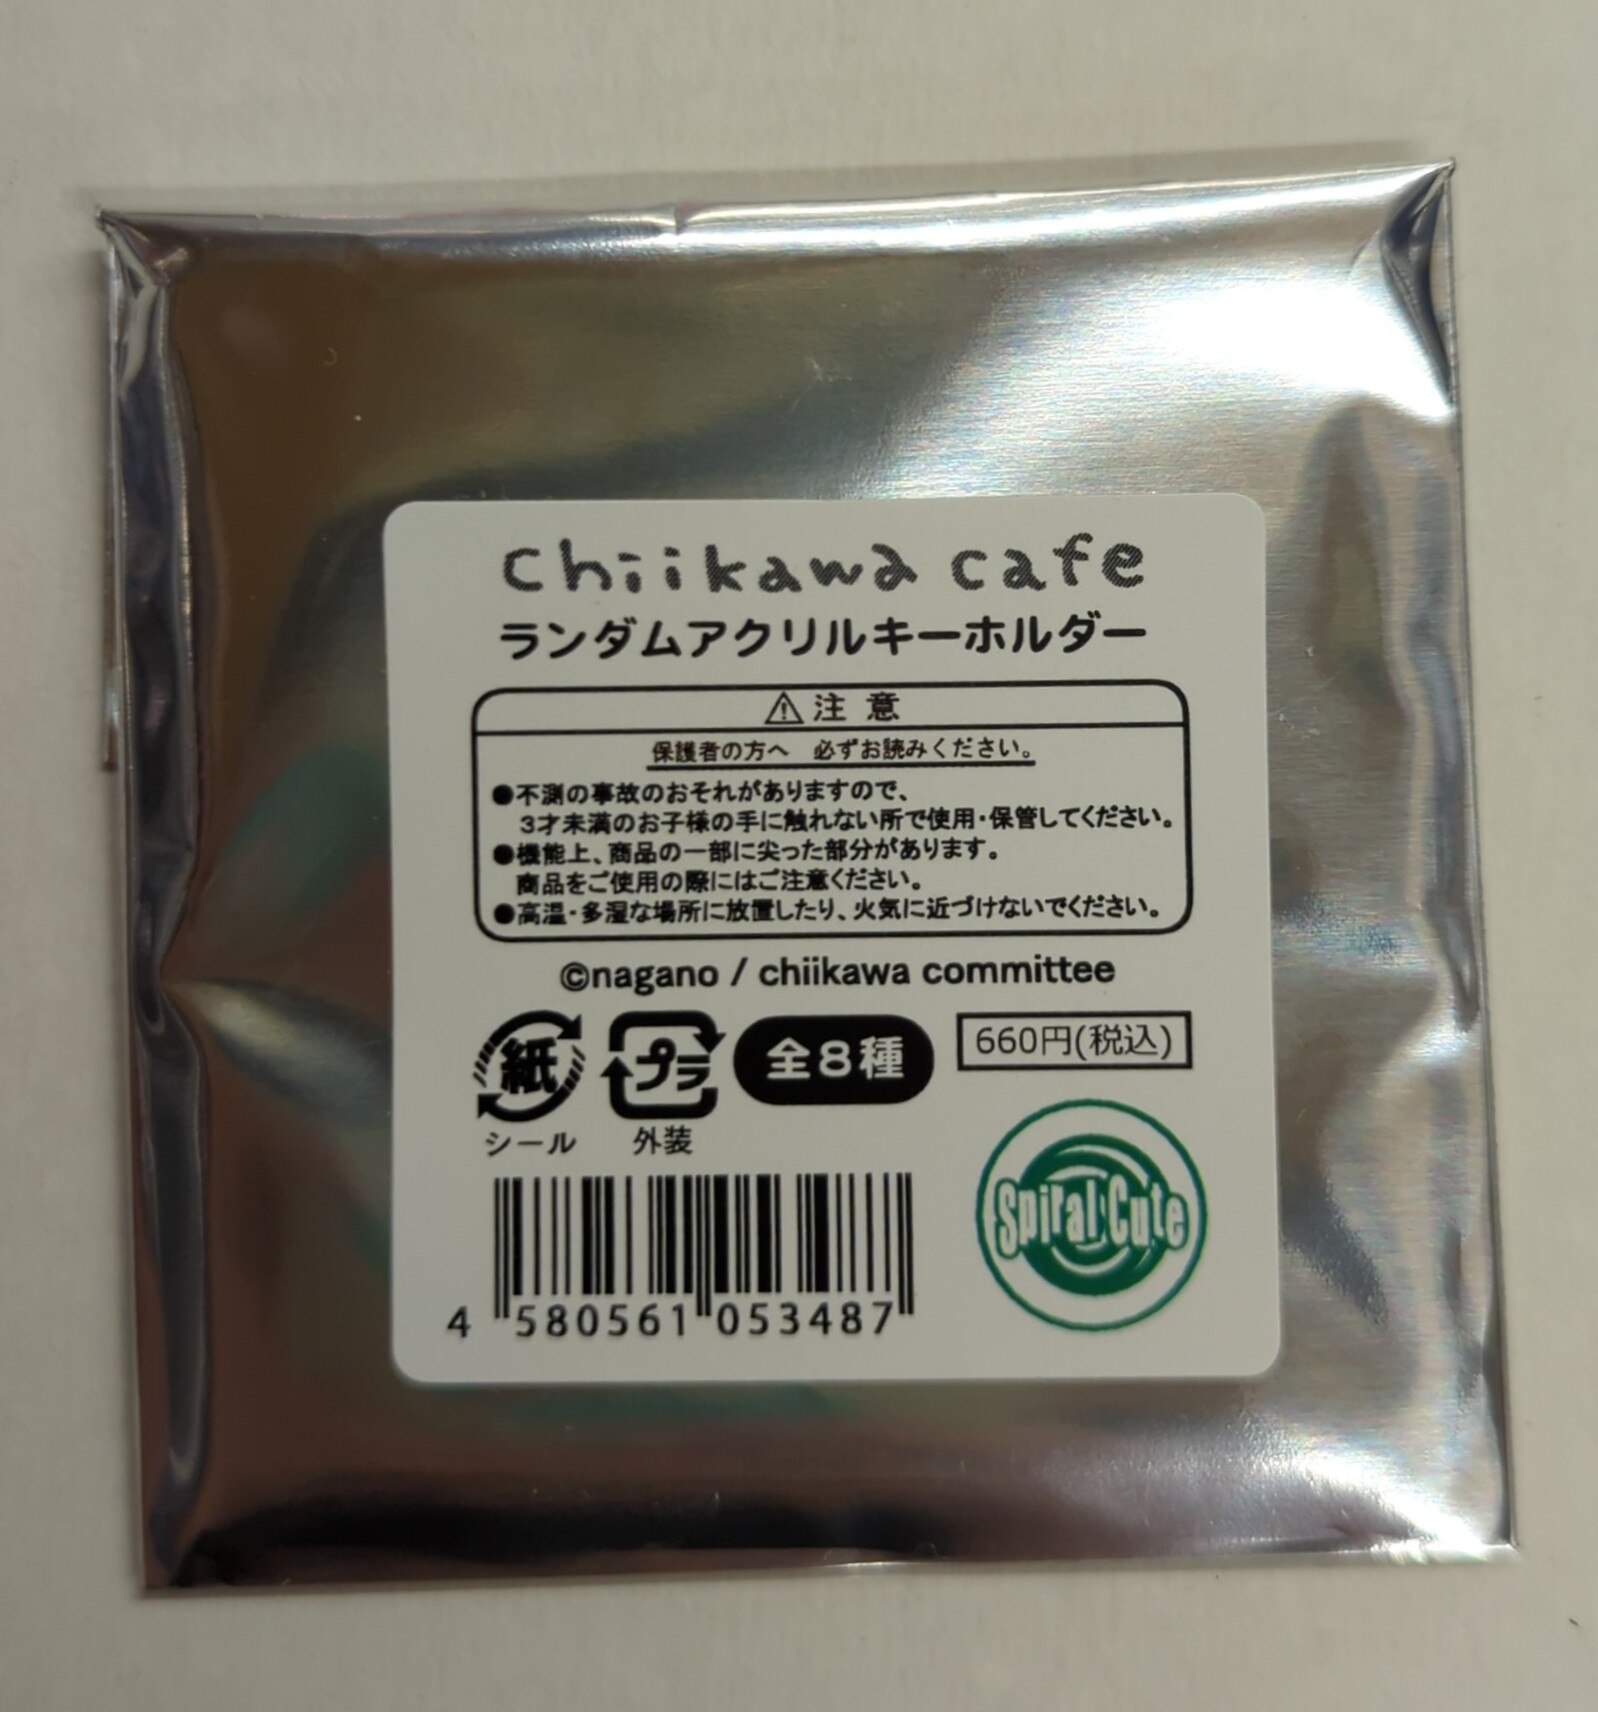 chiikawa cafe
ランダムアクリルキーホルダー
⚠注意
保護者の方へ 必ずお読みください。
●不測の事故のおそれがありますので、
3才未満のお子様の手に触れない所で使用・保管してください。
●機能上、商品の一部に尖った部分があります。
商品をご使用の際にはご注意ください。
●高温・多湿な場所に放置したり、火気に近づけないでください。
©nagano / chiikawa committee
紙
シール
プラ
外装
全8種
660円(税込)
Spiral Cute
4 580561 053487